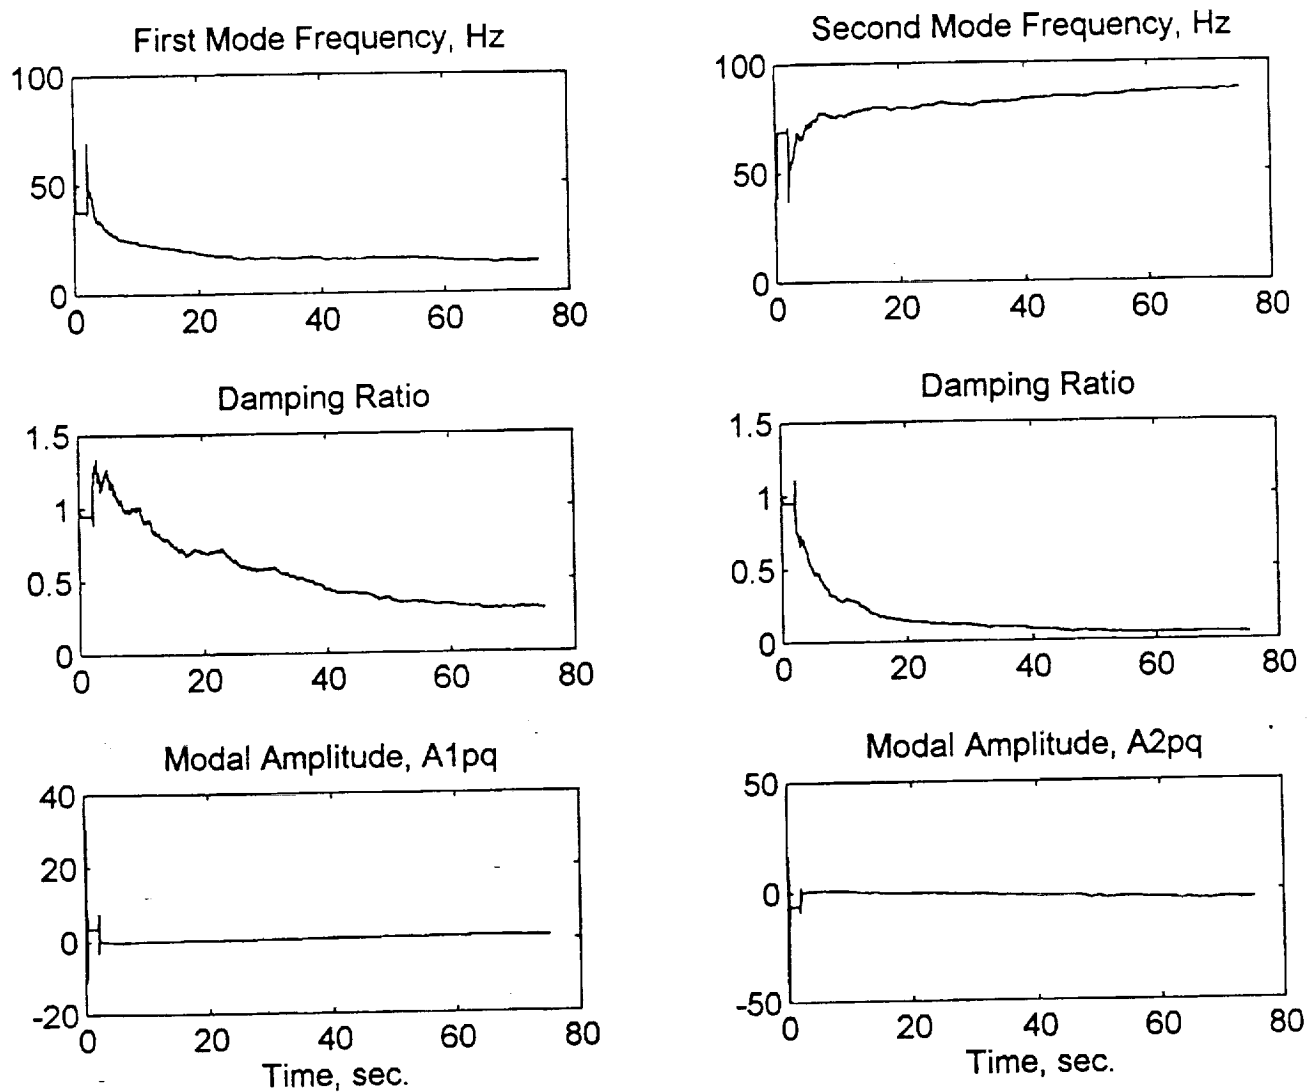 First Mode Frequency, Hz
100
50
0
0 20 40 60 80
Second Mode Frequency, Hz
100
50
0
0 20 40 60 80
Damping Ratio
1.5
1
0.5
0
0 20 40 60 80
Damping Ratio
1.5
1
0.5
0
0 20 40 60 80
Modal Amplitude, A1pq
40
20
0
-20
0 20 40 60 80
Time, sec.
Modal Amplitude, A2pq
50
0
-50
0 20 40 60 80
Time, sec.